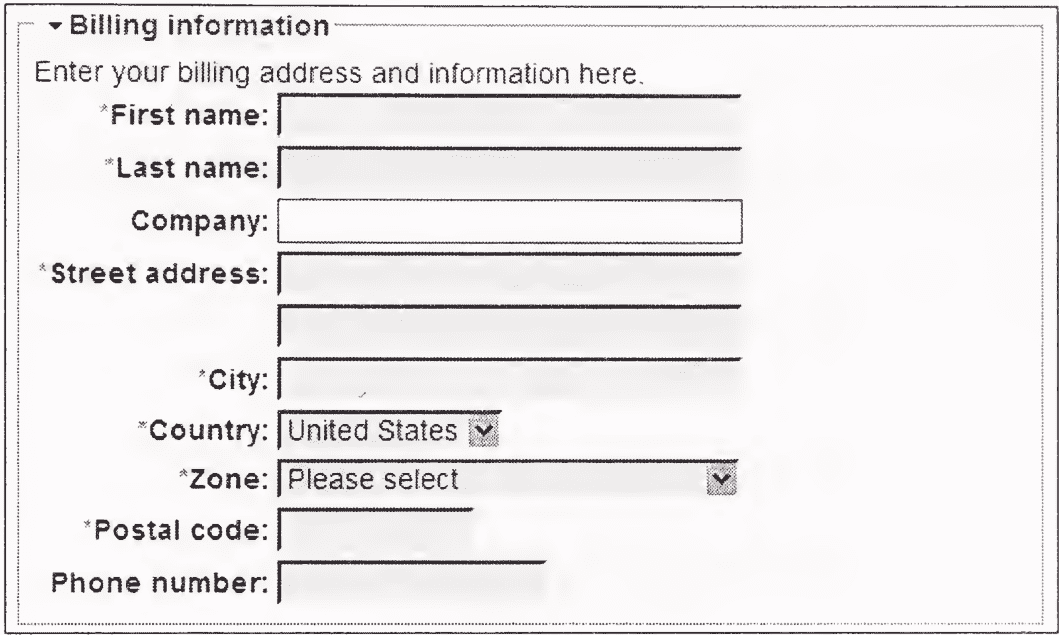 Billing information
Enter your billing address and information here.
*First name:
*Last name:
Company:
*Street address:
*City:
*Country: United States
*Zone: Please select
*Postal code:
Phone number: